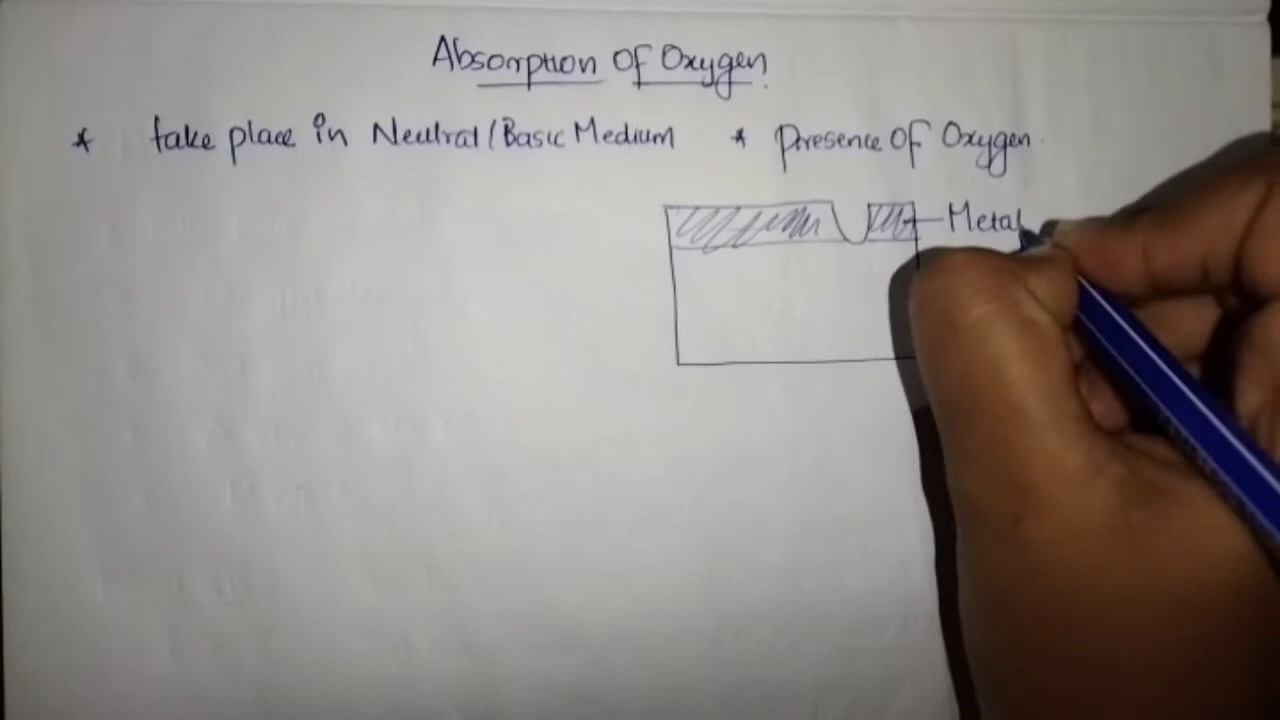 Absorption Of Oxygen
* take place in Neutral/Basic Medium * Presence Of Oxygen.
Metal